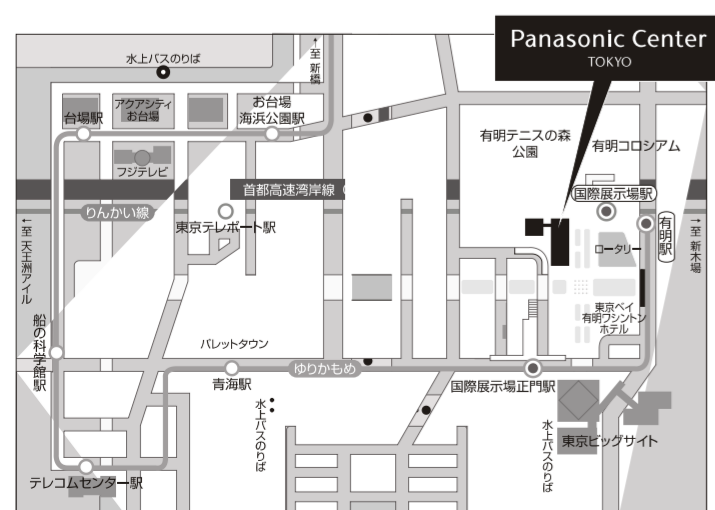 Panasonic Center
TOKYO
水上バスのりば
←至 新橋
台場駅
アクアシティ
お台場
お台場
海浜公園駅
フジテレビ
有明テニスの森
公園
有明コロシアム
首都高速湾岸線
国際展示場駅
りんかい線
東京テレポート駅
有明駅
ロータリー
←至 天王洲アイル
→至 新木場
東京ベイ
有明ワシントン
ホテル
船の科学館駅
パレットタウン
ゆりかもめ
青海駅
国際展示場正門駅
水上バスのりば
水上バスのりば
東京ビッグサイト
テレコムセンター駅